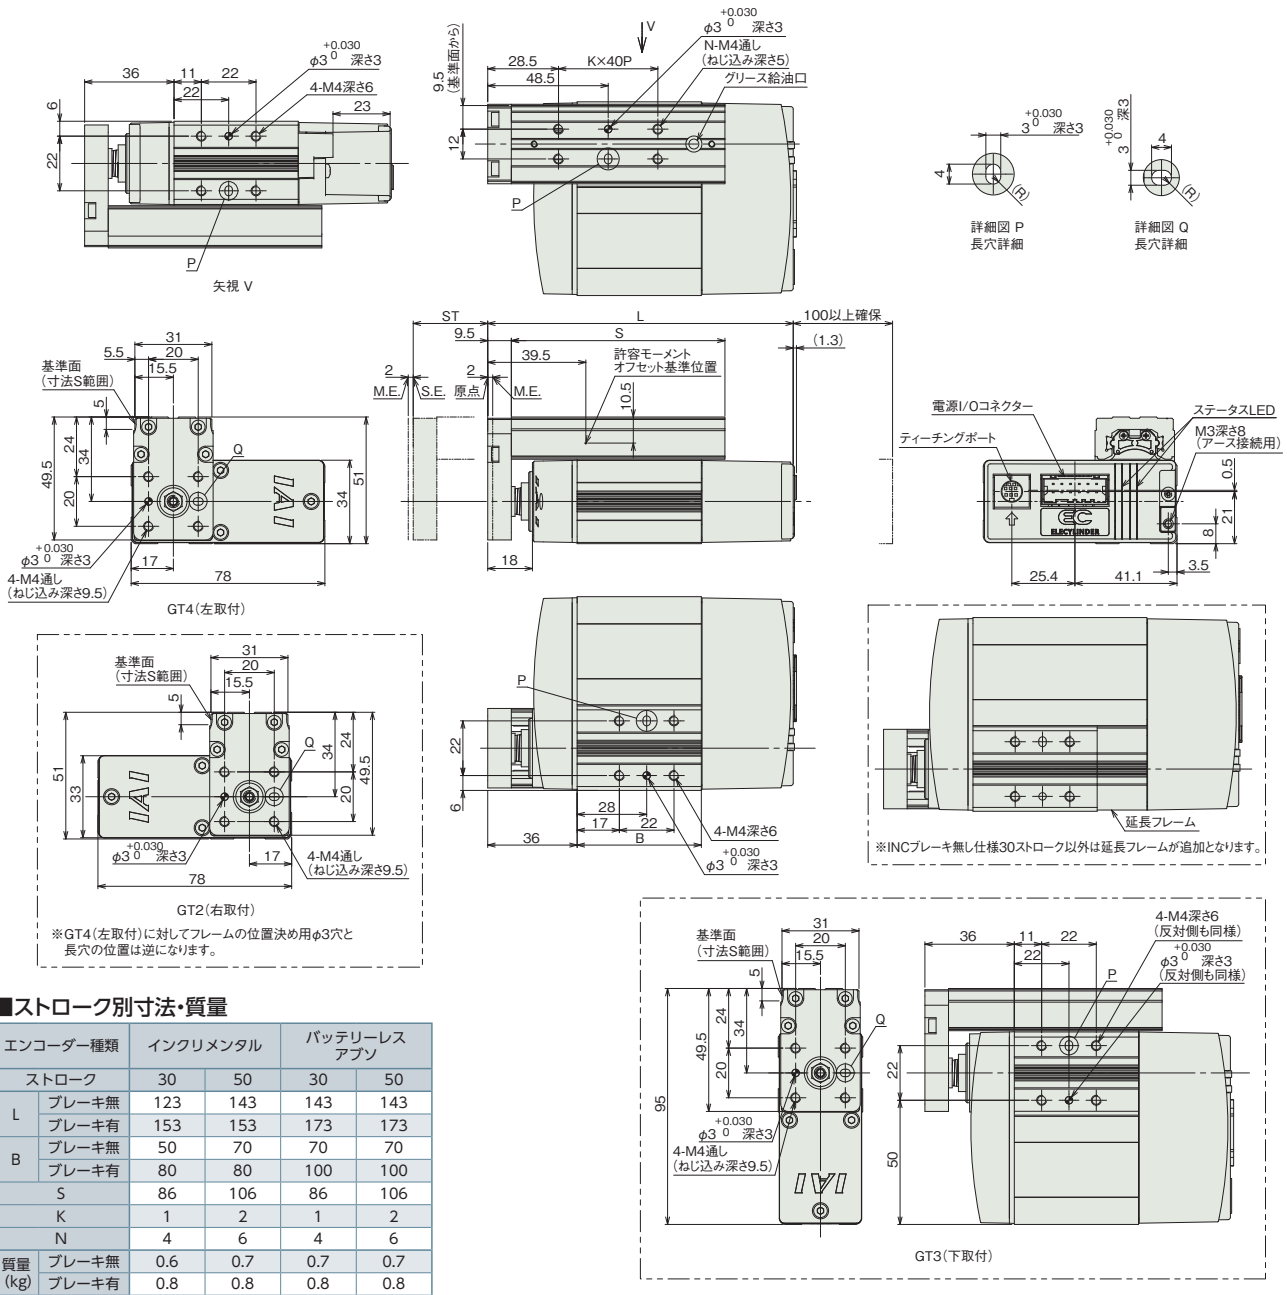 36
11
22
22
φ3 +0.030 0 深さ3
4-M4深さ6
23
6
22
P
矢視 V
9.5
(基準面から)
12
28.5
K×40P
48.5
V
φ3 +0.030 0 深さ3
N-M4通し
(ねじ込み深さ5)
グリース給油口
P
3 +0.030 0 深さ3
4
(R)
詳細図 P
長穴詳細
3 +0.030 0 深3
4
(R)
詳細図 Q
長穴詳細
31
5.5
20
15.5
基準面
(寸法S範囲)
5
49.5
24
34
20
Q
51
34
IAI
φ3 +0.030 0 深さ3
17
4-M4通し
(ねじ込み深さ9.5)
78
GT4(左取付)
ST
L
100以上確保
9.5
S
(1.3)
39.5
許容モーメント
オフセット基準位置
2
2
M.E.
S.E.
原点
M.E.
10.5
18
電源I/Oコネクター
ティーチングポート
ステータスLED
M3深さ8
(アース接続用)
0.5
21
8
EC
ELECYLINDER
3.5
25.4
41.1
31
20
15.5
基準面
(寸法S範囲)
5
Q
51
33
34
24
20
49.5
IAI
φ3 +0.030 0 深さ3
17
4-M4通し
(ねじ込み深さ9.5)
78
GT2(右取付)
※GT4(左取付)に対してフレームの位置決め用φ3穴と
長穴の位置は逆になります。
P
22
6
28
17
22
36
B
4-M4深さ6
φ3 +0.030 0 深さ3
延長フレーム
※INCブレーキ無し仕様30ストローク以外は延長フレームが追加となります。
31
20
15.5
基準面
(寸法S範囲)
5
95
49.5
24
34
20
Q
φ3 +0.030 0 深さ3
4-M4通し
(ねじ込み深さ9.5)
IAI
36
11
22
22
4-M4深さ6
(反対側も同様)
φ3 +0.030 0 深さ3
(反対側も同様)
P
22
50
GT3(下取付)
■ストローク別寸法・質量
エンコーダー種類 インクリメンタル バッテリーレス アブソ
ストローク 30 50 30 50
L ブレーキ無 123 143 143 143
ブレーキ有 153 153 173 173
B ブレーキ無 50 70 70 70
ブレーキ有 80 80 100 100
S 86 106 86 106
K 1 2 1 2
N 4 6 4 6
質量 (kg) ブレーキ無 0.6 0.7 0.7 0.7
ブレーキ有 0.8 0.8 0.8 0.8